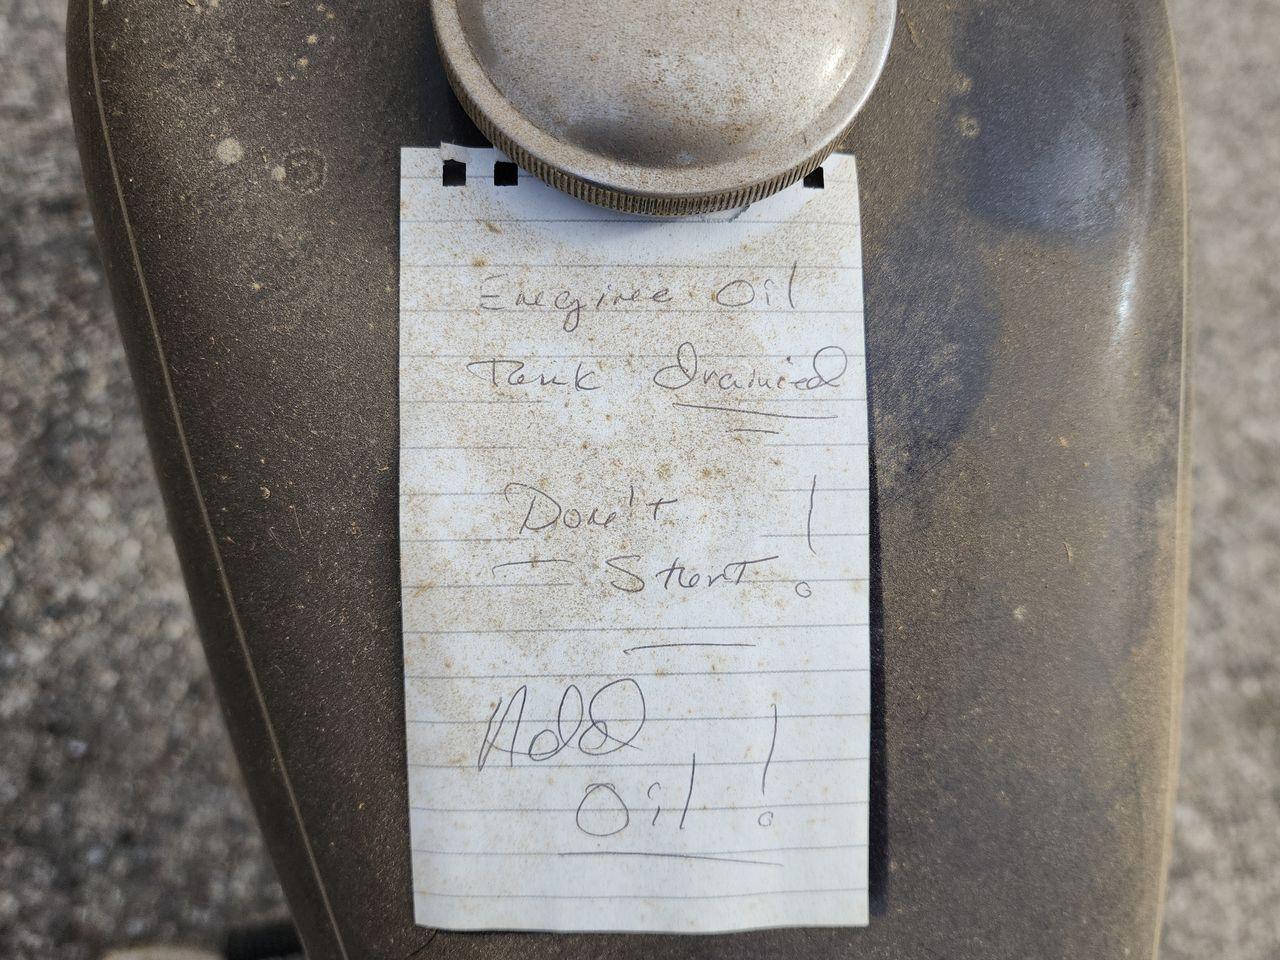 Engine Oil
Tank drained
Don't
Start!
Add
Oil!